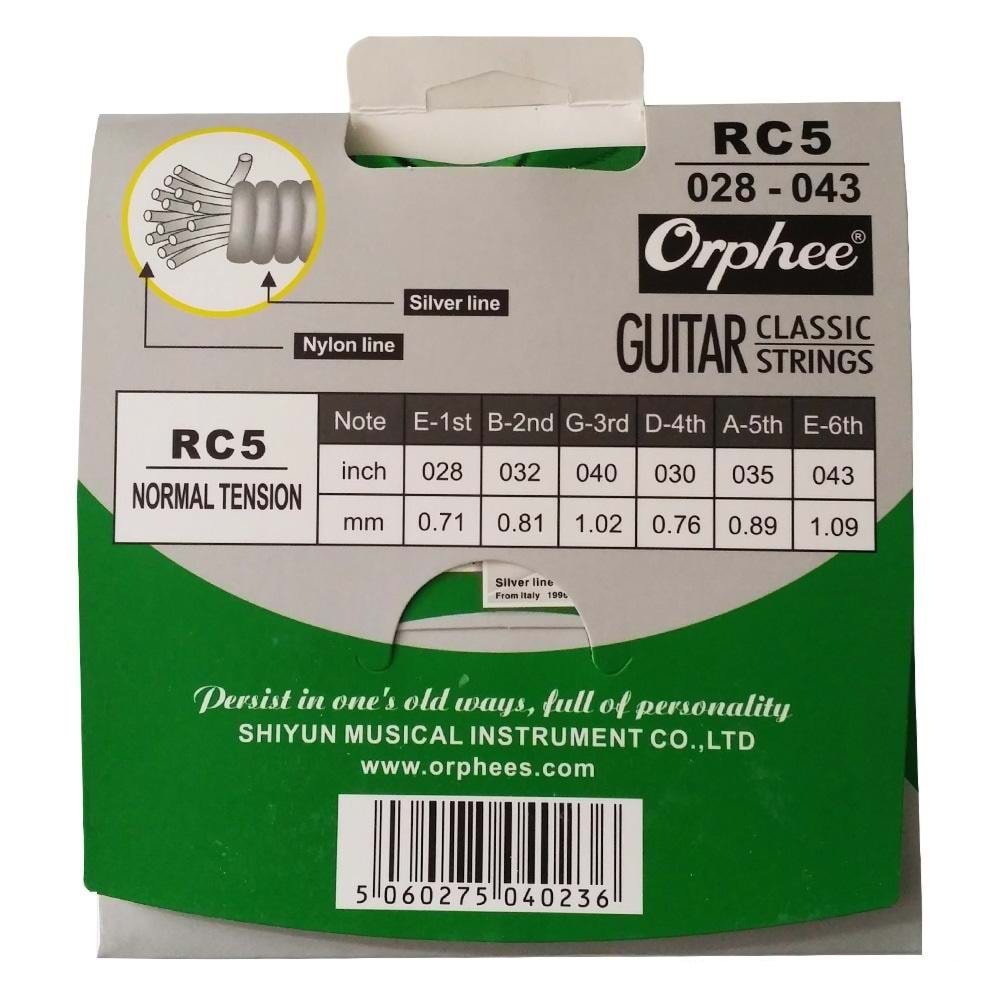 RC5
028 - 043
Orphee®
GUITAR CLASSIC STRINGS
Silver line
Nylon line
RC5
NORMAL TENSION
Note E-1st B-2nd G-3rd D-4th A-5th E-6th
inch 028 032 040 030 035 043
mm 0.71 0.81 1.02 0.76 0.89 1.09
Silver line
From Italy
Persist in one's old ways, full of personality
SHIYUN MUSICAL INSTRUMENT CO.,LTD
www.orphees.com
5 060275 040236